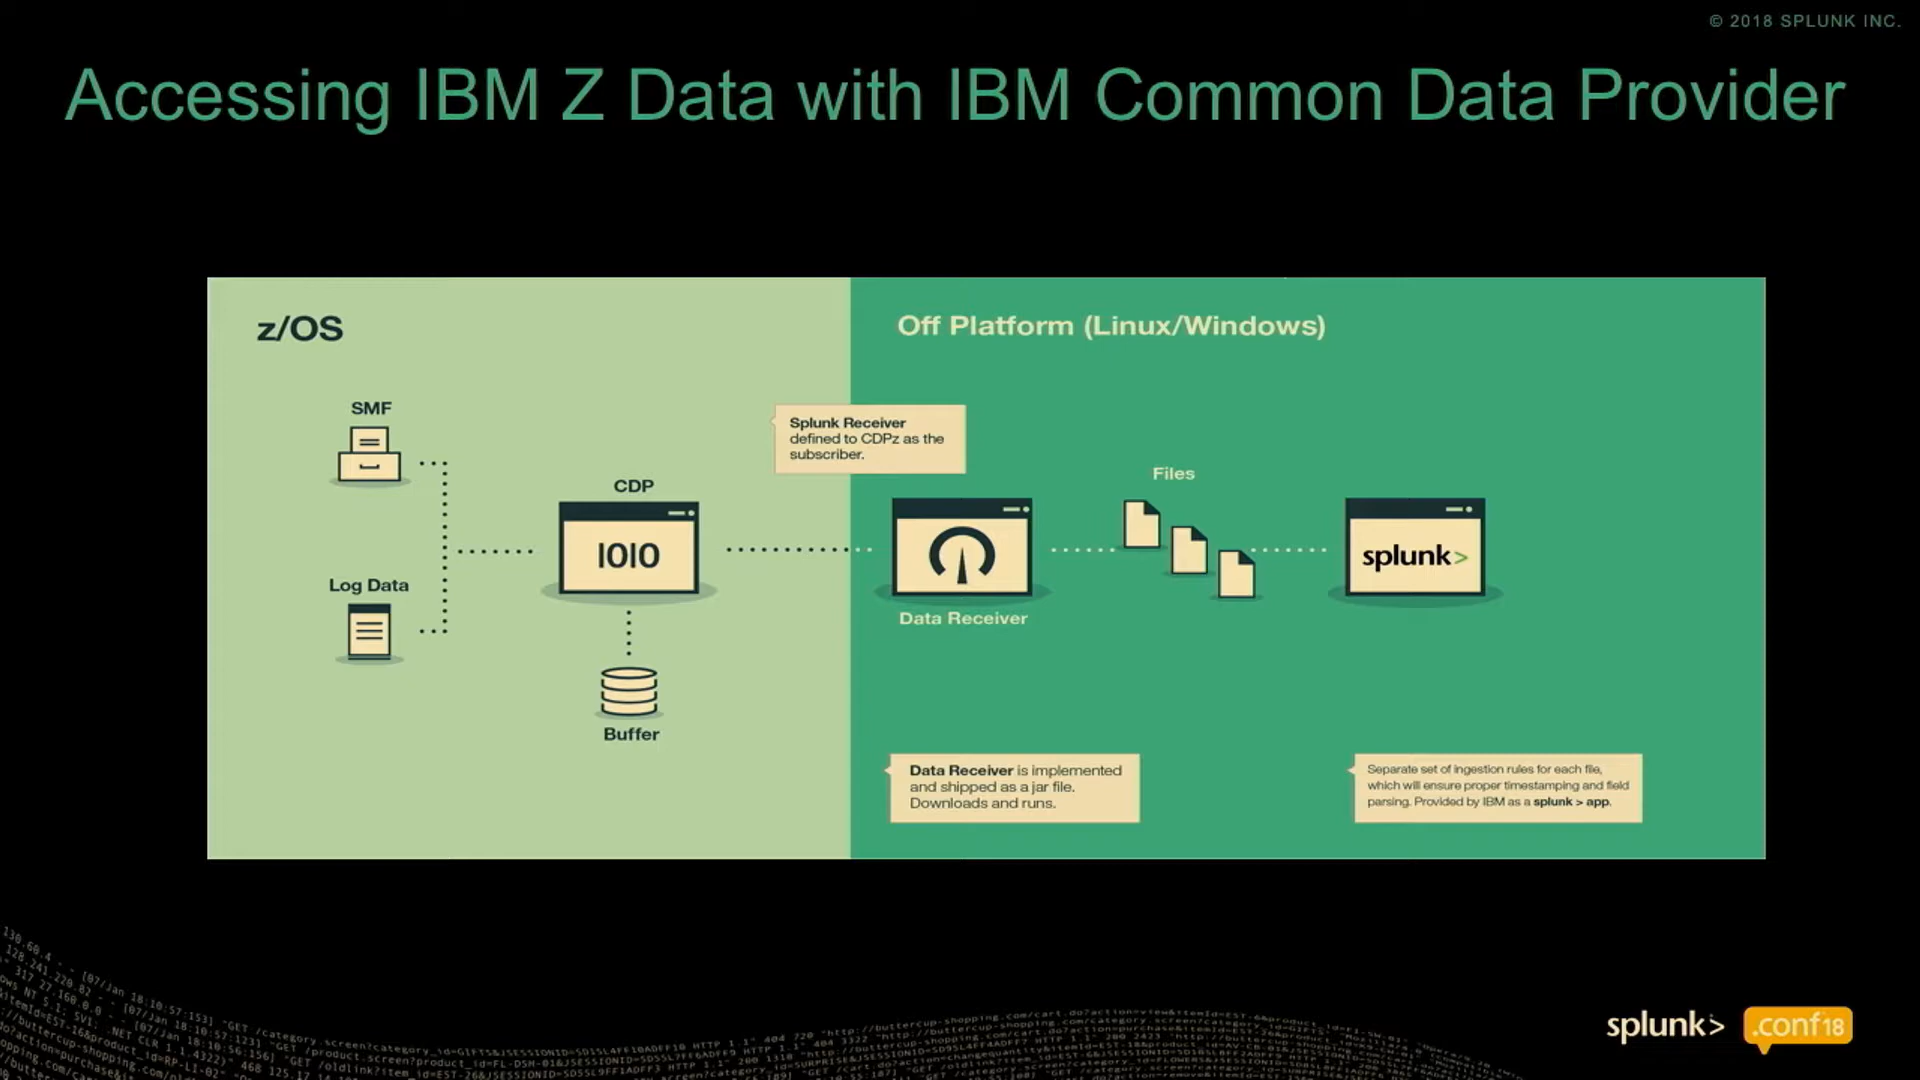 © 2018 SPLUNK INC.
Accessing IBM Z Data with IBM Common Data Provider
z/OS
Off Platform (Linux/Windows)
SMF
Splunk Receiver
defined to CDPz as the
subscriber.
Files
CDP
1010
splunk>
Log Data
Data Receiver
Buffer
Data Receiver is implemented
and shipped as a jar file.
Downloads and runs.
Separate set of ingestion rules for each file,
which will ensure proper timestamping and field
parsing. Provided by IBM as a splunk > app.
splunk> .conf18